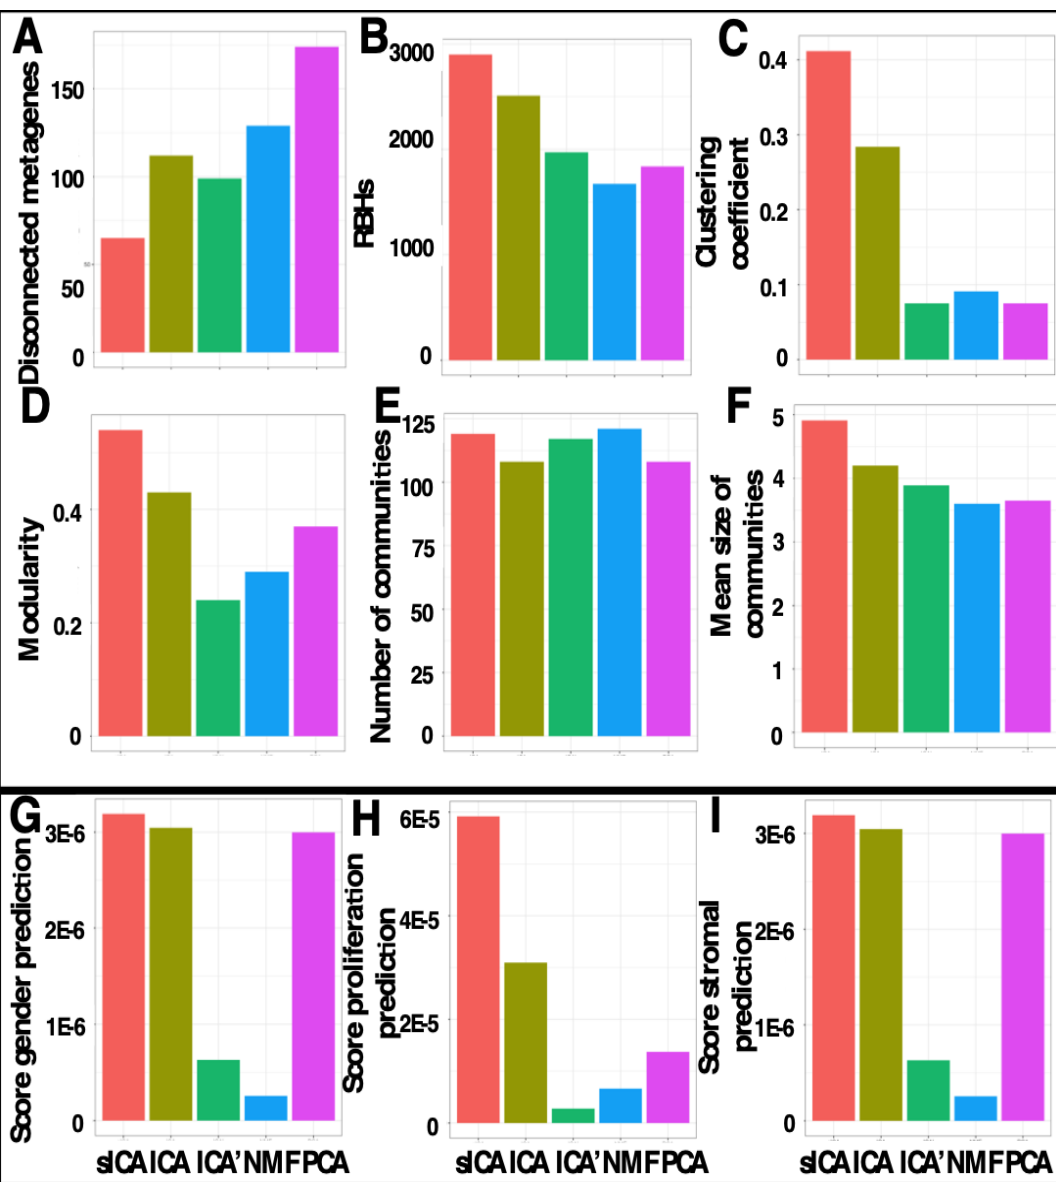 A
Disconnected metagenes
150
100
50
50
0
B
RBHs
3000
2000
1000
0
C
Clustering
coefficient
0.4
0.3
0.2
0.1
0
D
Modularity
0.4
0.2
0
E
Number of communities
125
100
75
50
25
0
F
Mean size of
communities
5
4
3
2
1
0
G
Score gender prediction
3E-6
2E-6
1E-6
0
H
Score proliferation
prediction
6E-5
4E-5
2E-5
0
I
Score stromal
prediction
3E-6
2E-6
1E-6
0
sICA ICA ICA' NMF PCA
sICA ICA ICA' NMF PCA
sICA ICA ICA' NMF PCA